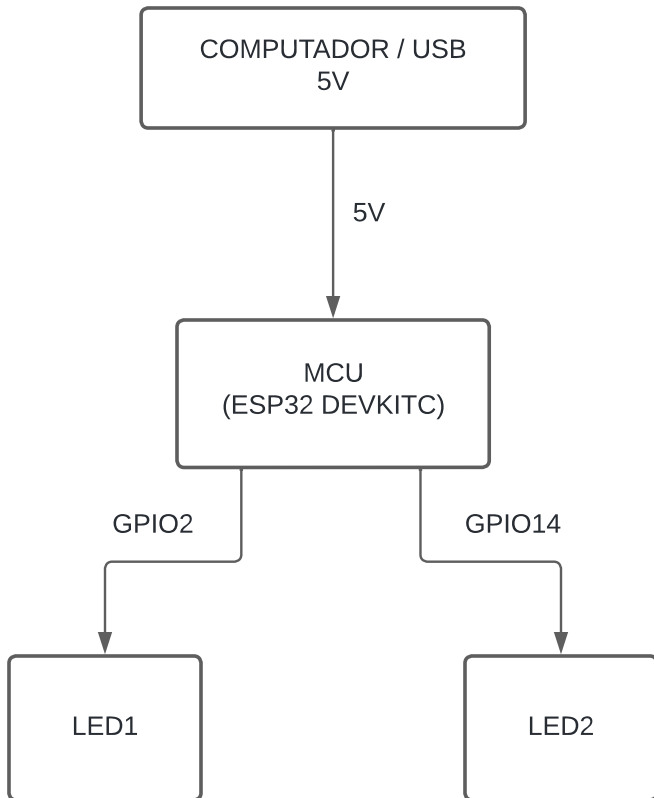 COMPUTADOR / USB
5V
5V
MCU
(ESP32 DEVKITC)
GPIO2
GPIO14
LED1
LED2